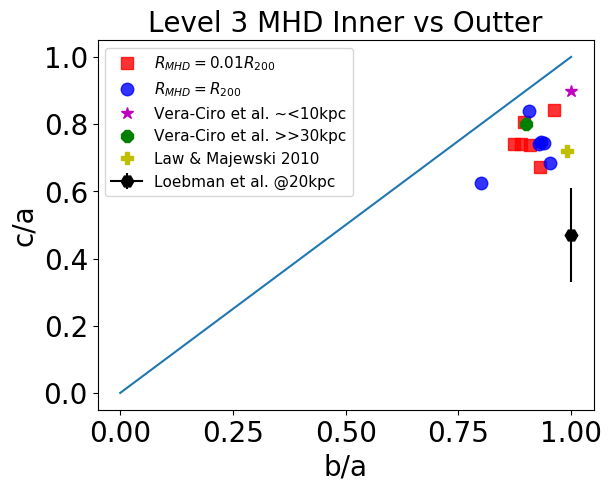 Level 3 MHD Inner vs Outter
R_{MHD} = 0.01R_{200}
R_{MHD} = R_{200}
Vera-Ciro et al. ~<10kpc
Vera-Ciro et al. >>30kpc
Law & Majewski 2010
Loebman et al. @20kpc
c/a
1.0
0.8
0.6
0.4
0.2
0.0
0.00 0.25 0.50 0.75 1.00
b/a